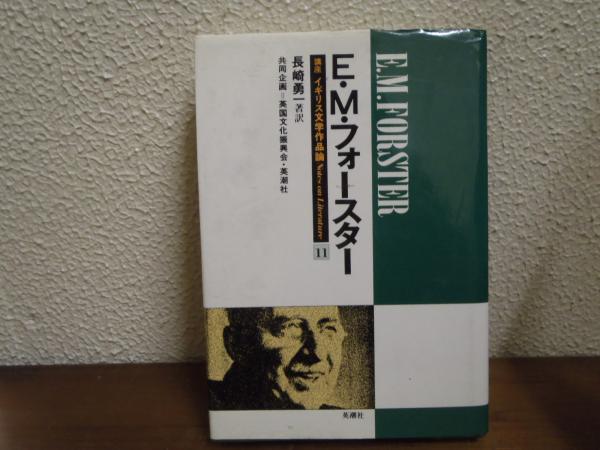 E.M.FORSTER
E・M・フォースター
講座 イギリス文学作品論 Notes on Literature 11
長崎勇一 著訳
共同企画=英国文化振興会・英潮社
英潮社